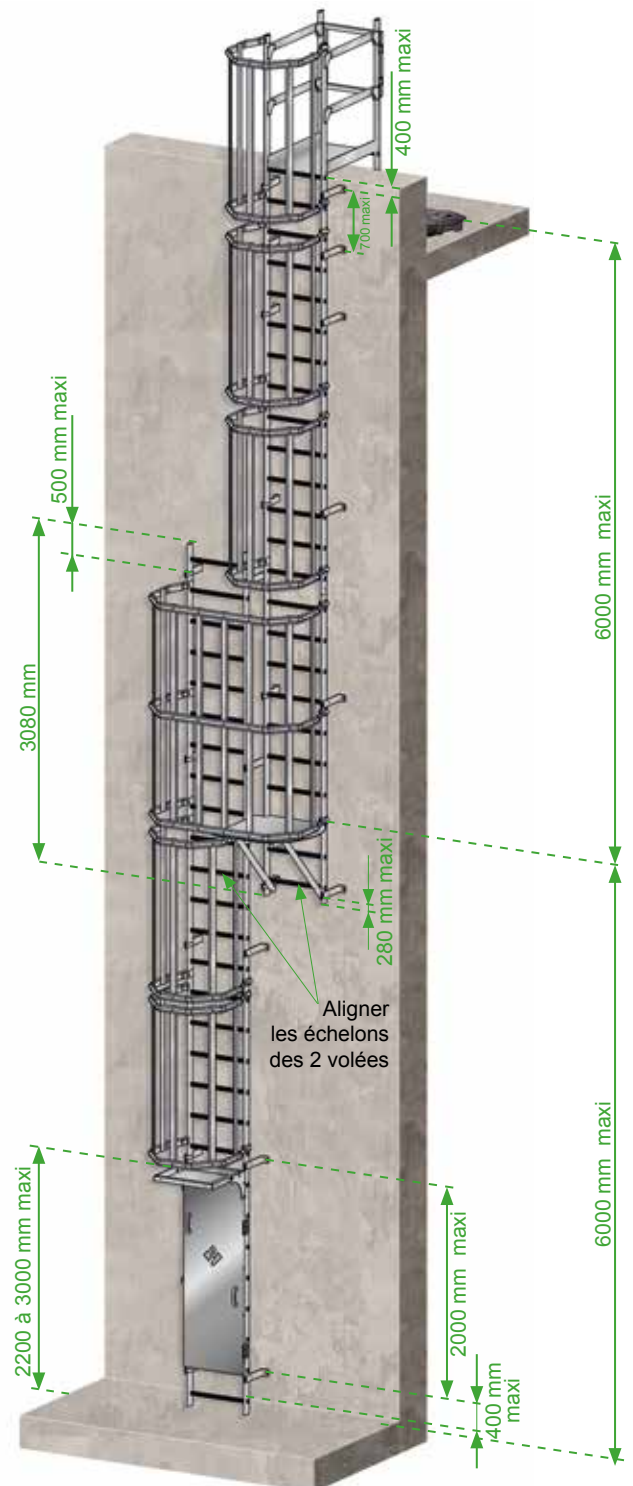 400 mm maxi
700 maxi
500 mm maxi
6000 mm maxi
3080 mm
280 mm maxi
Aligner
les échelons
des 2 volées
2200 à 3000 mm maxi
2000 mm maxi
6000 mm maxi
400 mm
maxi